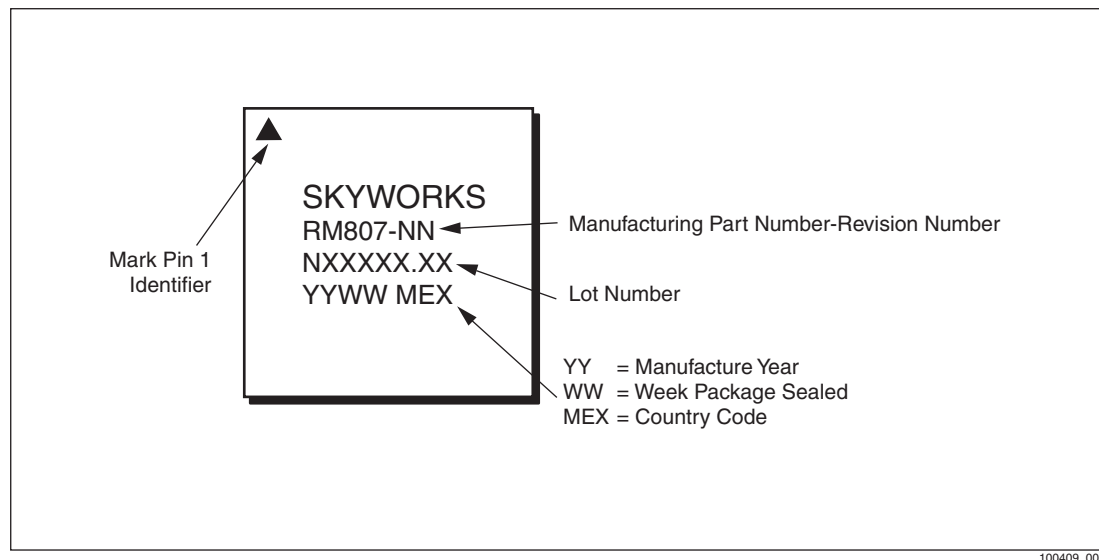 SKYWORKS
RM807-NN
NXXXXX.XX
YYWW MEX
Mark Pin 1
Identifier
Manufacturing Part Number-Revision Number
Lot Number
YY = Manufacture Year
WW = Week Package Sealed
MEX = Country Code